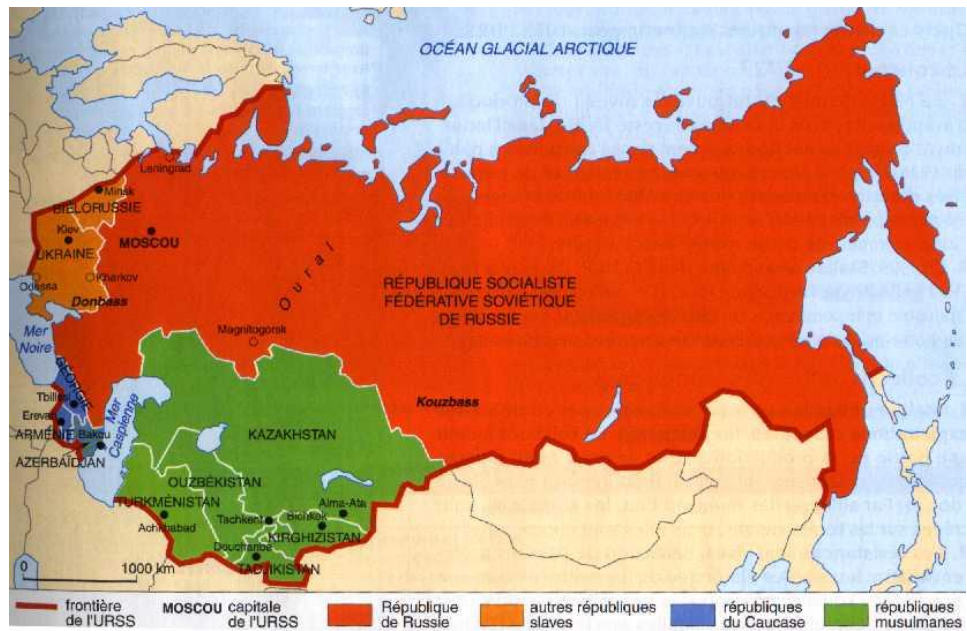 OCÉAN GLACIAL ARCTIQUE
Leningrad
Minsk
BIÉLORUSSIE
Kiev
MOSCOU
UKRAINE
Kharkov
Odessa
Donbass
Oural
RÉPUBLIQUE SOCIALISTE
FÉDÉRATIVE SOVIÉTIQUE
DE RUSSIE
Mer
Noire
Magnitogorsk
GÉORGIE
Tbilissi
Mer
Caspienne
Erevan
ARMÉNIE
Bakou
AZERBAÏDJAN
Kouzbass
KAZAKHSTAN
OUZBÉKISTAN
TURKMÉNISTAN
Alma-Ata
Achkhabad
Tachkent
Bichkek
KIRGHIZISTAN
Douchanbé
TADJIKISTAN
0
1000 km
frontière
de l'URSS
MOSCOU capitale
de l'URSS
République
de Russie
autres républiques
slaves
républiques
du Caucase
républiques
musulmanes